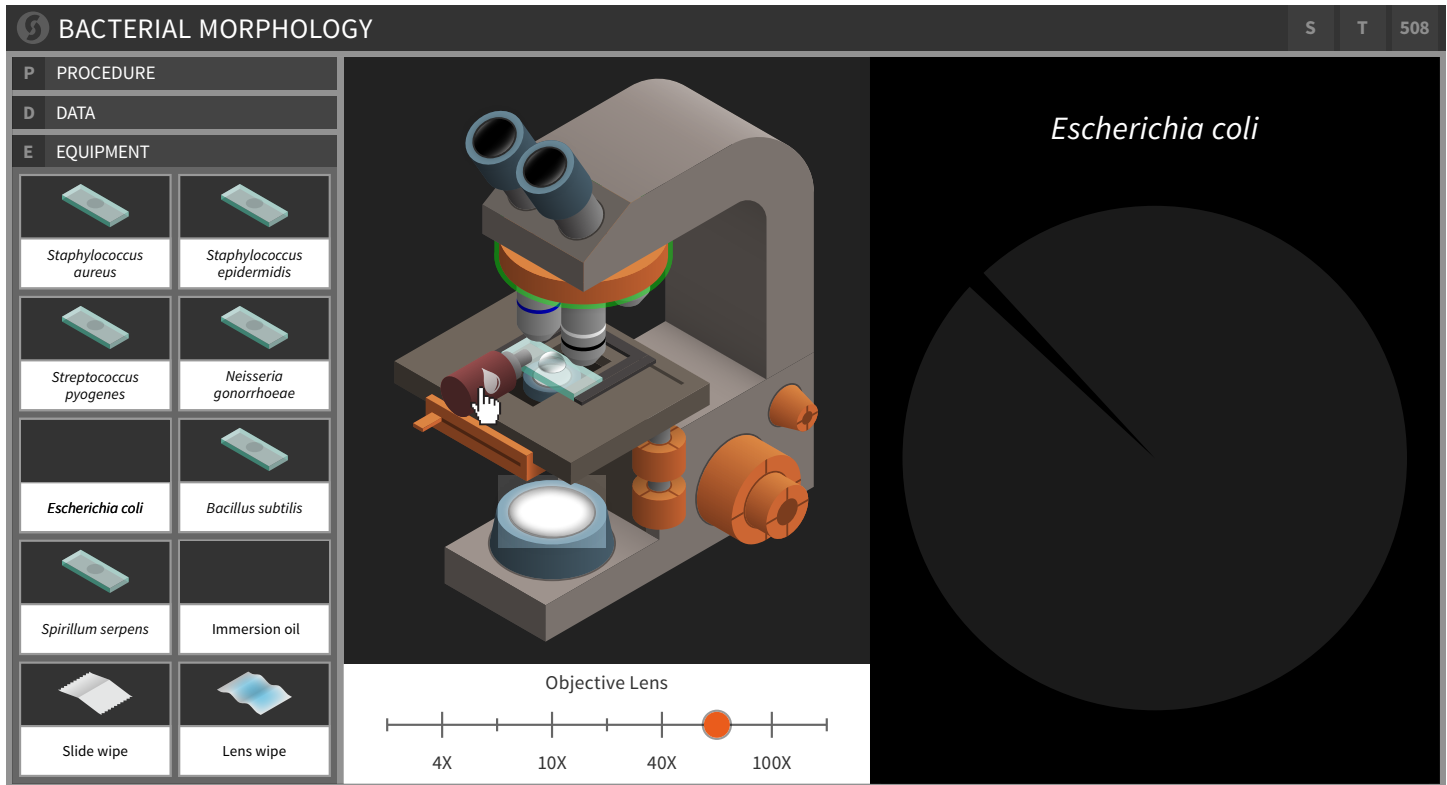 BACTERIAL MORPHOLOGY
S T 508
P PROCEDURE
D DATA
E EQUIPMENT
Staphylococcus
aureus
Staphylococcus
epidermidis
Streptococcus
pyogenes
Neisseria
gonorrhoeae
Escherichia coli
Bacillus subtilis
Spirillum serpens
Immersion oil
Slide wipe
Lens wipe
Objective Lens
4X 10X 40X 100X
Escherichia coli